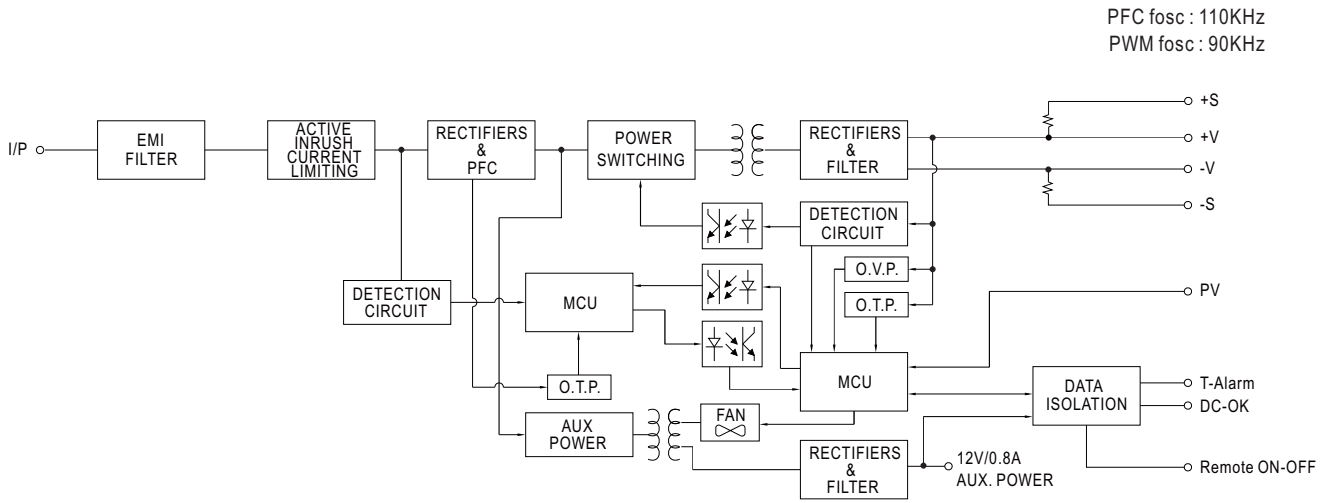 PFC fosc : 110KHz
PWM fosc : 90KHz
I/P
EMI
FILTER
ACTIVE
INRUSH
CURRENT
LIMITING
RECTIFIERS
&
PFC
POWER
SWITCHING
RECTIFIERS
&
FILTER
+S
+V
-V
-S
DETECTION
CIRCUIT
O.V.P.
O.T.P.
DETECTION
CIRCUIT
MCU
PV
O.T.P.
MCU
DATA
ISOLATION
T-Alarm
DC-OK
AUX
POWER
FAN
RECTIFIERS
&
FILTER
12V/0.8A
AUX. POWER
Remote ON-OFF